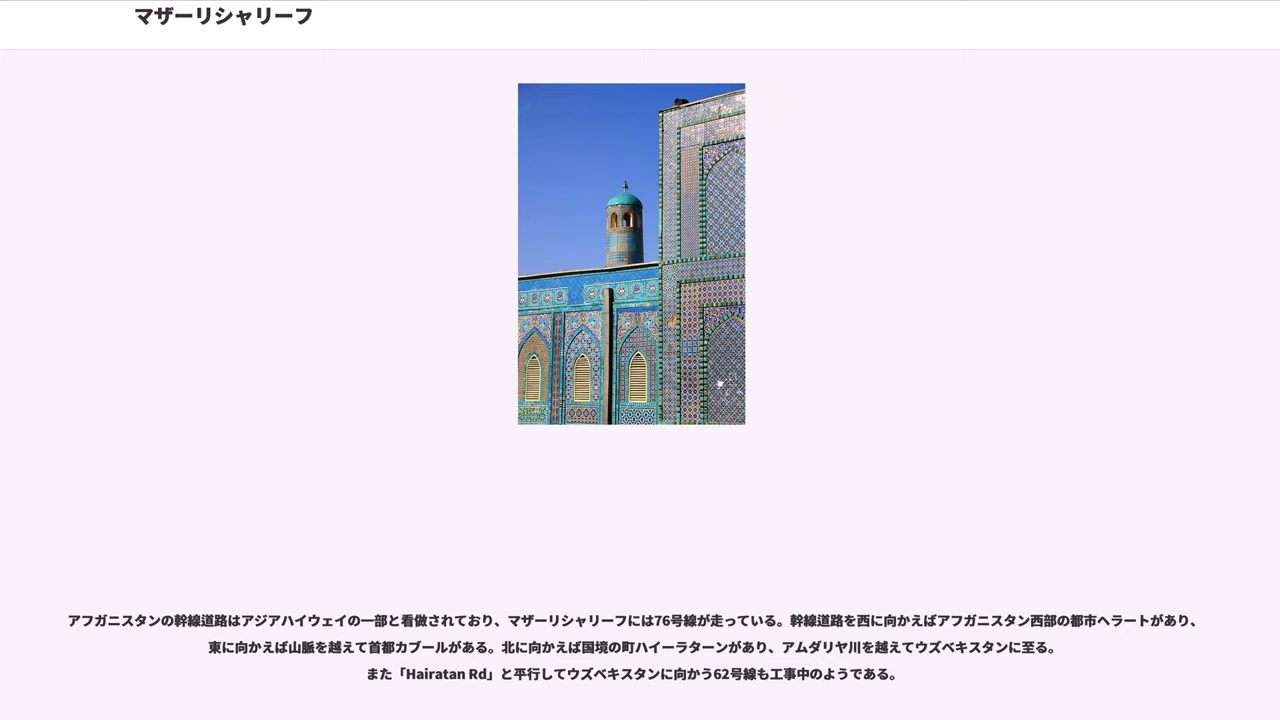 マザーリシャリーフ
アフガニスタンの幹線道路はアジアハイウェイの一部と看做されており、マザーリシャリーフには76号線が走っている。幹線道路を西に向かえばアフガニスタン西部の都市ヘラートがあり、
東に向かえば山脈を越えて首都カブールがある。北に向かえば国境の町ハイーラターンがあり、アムダリヤ川を越えてウズベキスタンに至る。
また「Hairatan Rd」と平行してウズベキスタンに向かう62号線も工事中のようである。